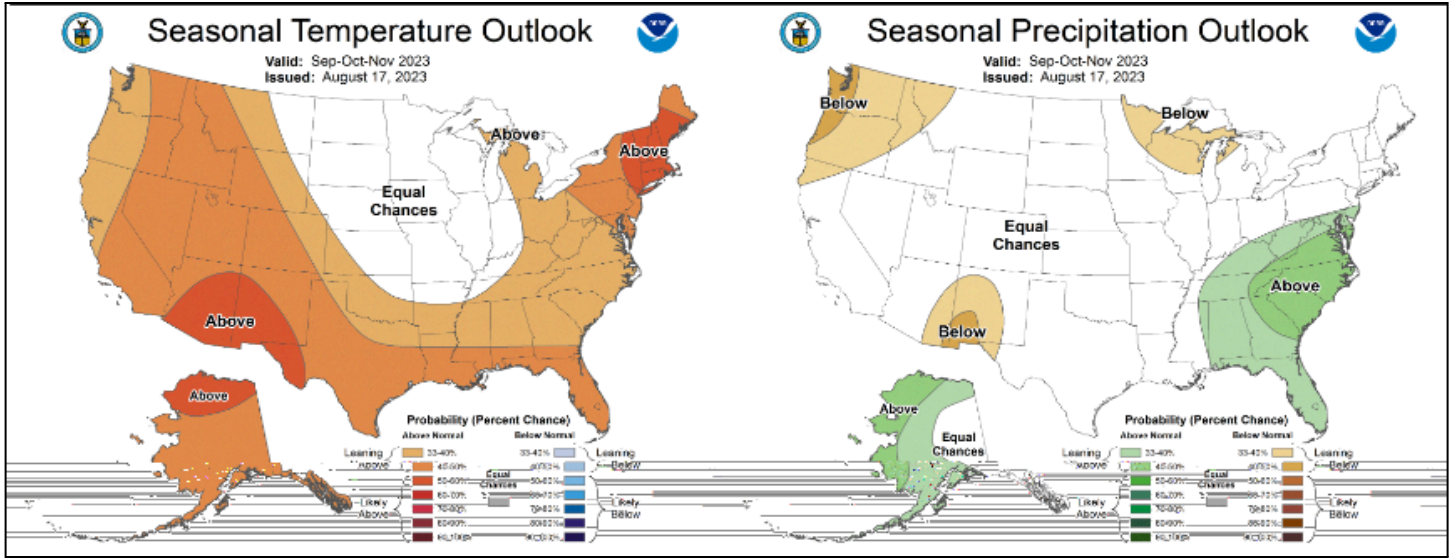 Seasonal Temperature Outlook
Valid: Sep-Oct-Nov 2023
Issued: August 17, 2023
Above
Above
Equal
Chances
Above
Above
Probability (Percent Chance)
Above Normal
Below Normal
Leaning
Above
33-40%
33-40%
Leaning
Below
50-60%
Equal
Chances
Likely
Above
Likely
Below
Seasonal Precipitation Outlook
Valid: Sep-Oct-Nov 2023
Issued: August 17, 2023
Below
Below
Equal
Chances
Above
Below
Above
Equal
Chances
Probability (Percent Chance)
Above Normal
Below Normal
Leaning
Above
33-40%
33-40%
Leaning
Below
50-60%
Equal
Chances
Likely
Above
Likely
Below